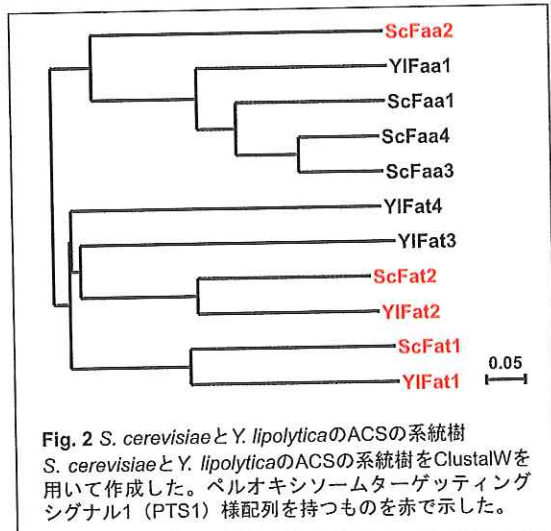 ScFaa2
YlFaa1
ScFaa1
ScFaa4
ScFaa3
YlFat4
YlFat3
ScFat2
YlFat2
ScFat1
0.05
YlFat1
Fig. 2 S. cerevisiaeとY. lipolyticaのACSの系統樹
S. cerevisiaeとY. lipolyticaのACSの系統樹をClustalWを
用いて作成した。ペルオキシソームターゲッティング
シグナル1（PTS1）様配列を持つものを赤で示した。